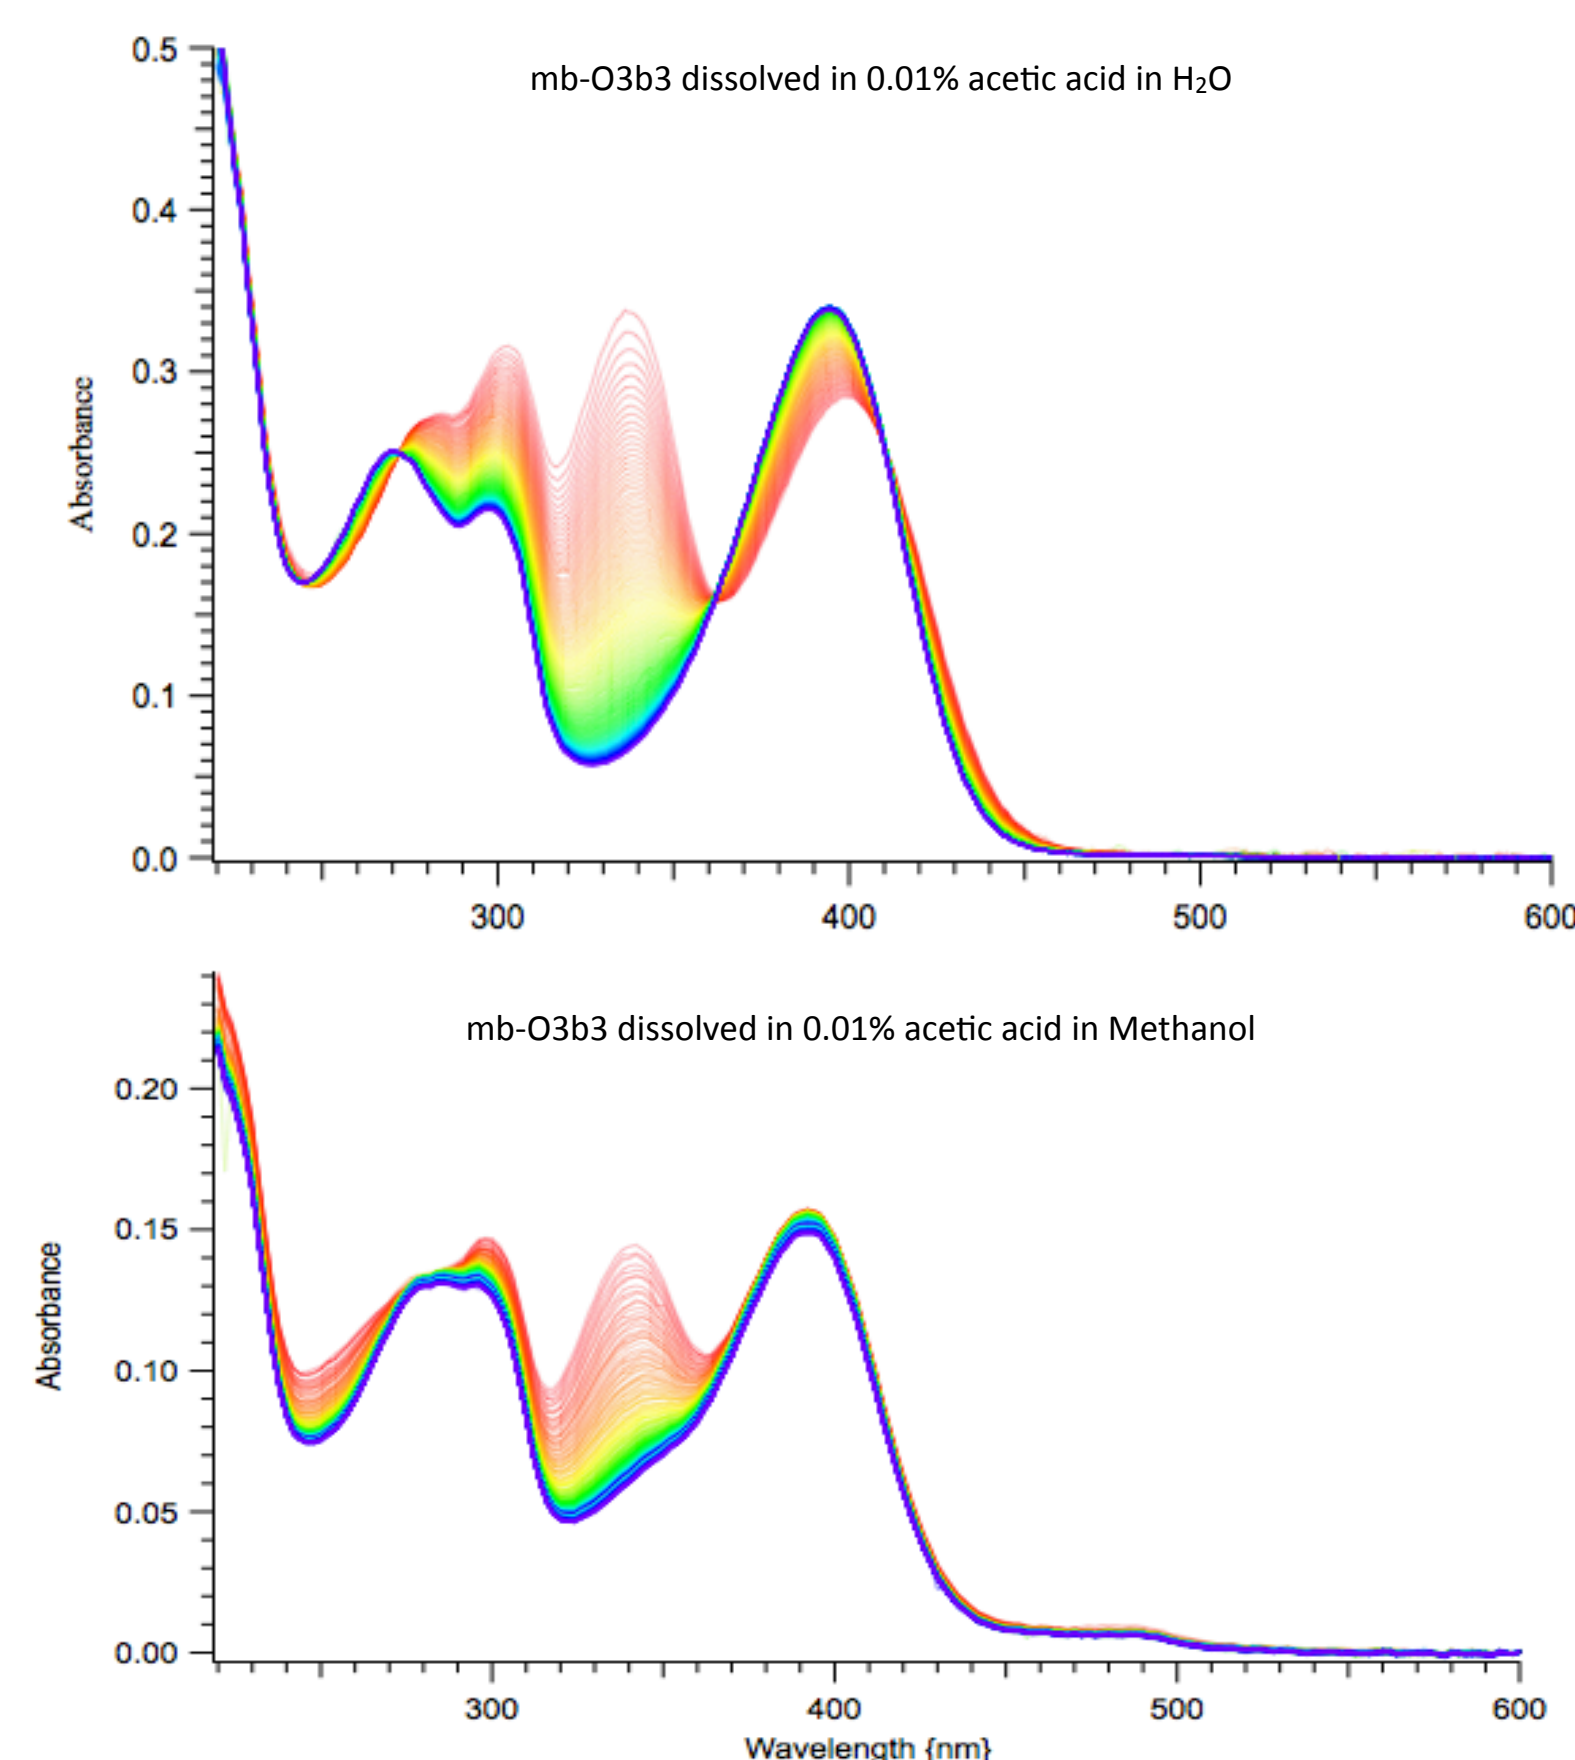 mb-O3b3 dissolved in 0.01% acetic acid in H₂O
0.5
0.4
0.3
0.2
0.1
0.0
Absorbance
300 400 500 600
mb-O3b3 dissolved in 0.01% acetic acid in Methanol
0.20
0.15
0.10
0.05
0.00
Absorbance
300 400 500 600
Wavelength {nm}